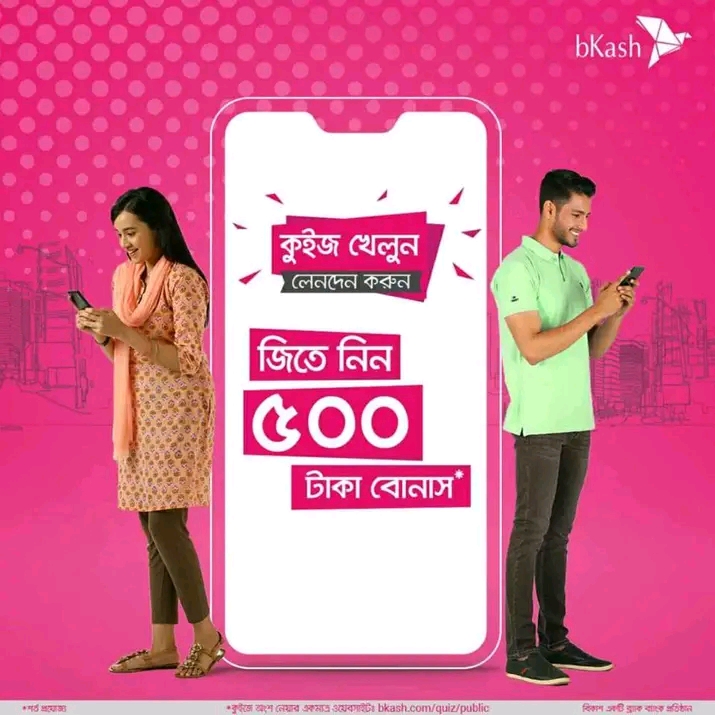 bKash
কুইজ খেলুন
লেনদেন করুন
জিতে নিন
৫০০
টাকা বোনাস*
*শর্ত প্রযোজ্য
*কুইজে অংশ নেয়ার একমাত্র ওয়েবসাইটঃ bkash.com/quiz/public
বিকাশ একটি ব্র্যাক ব্যাংক প্রতিষ্ঠান